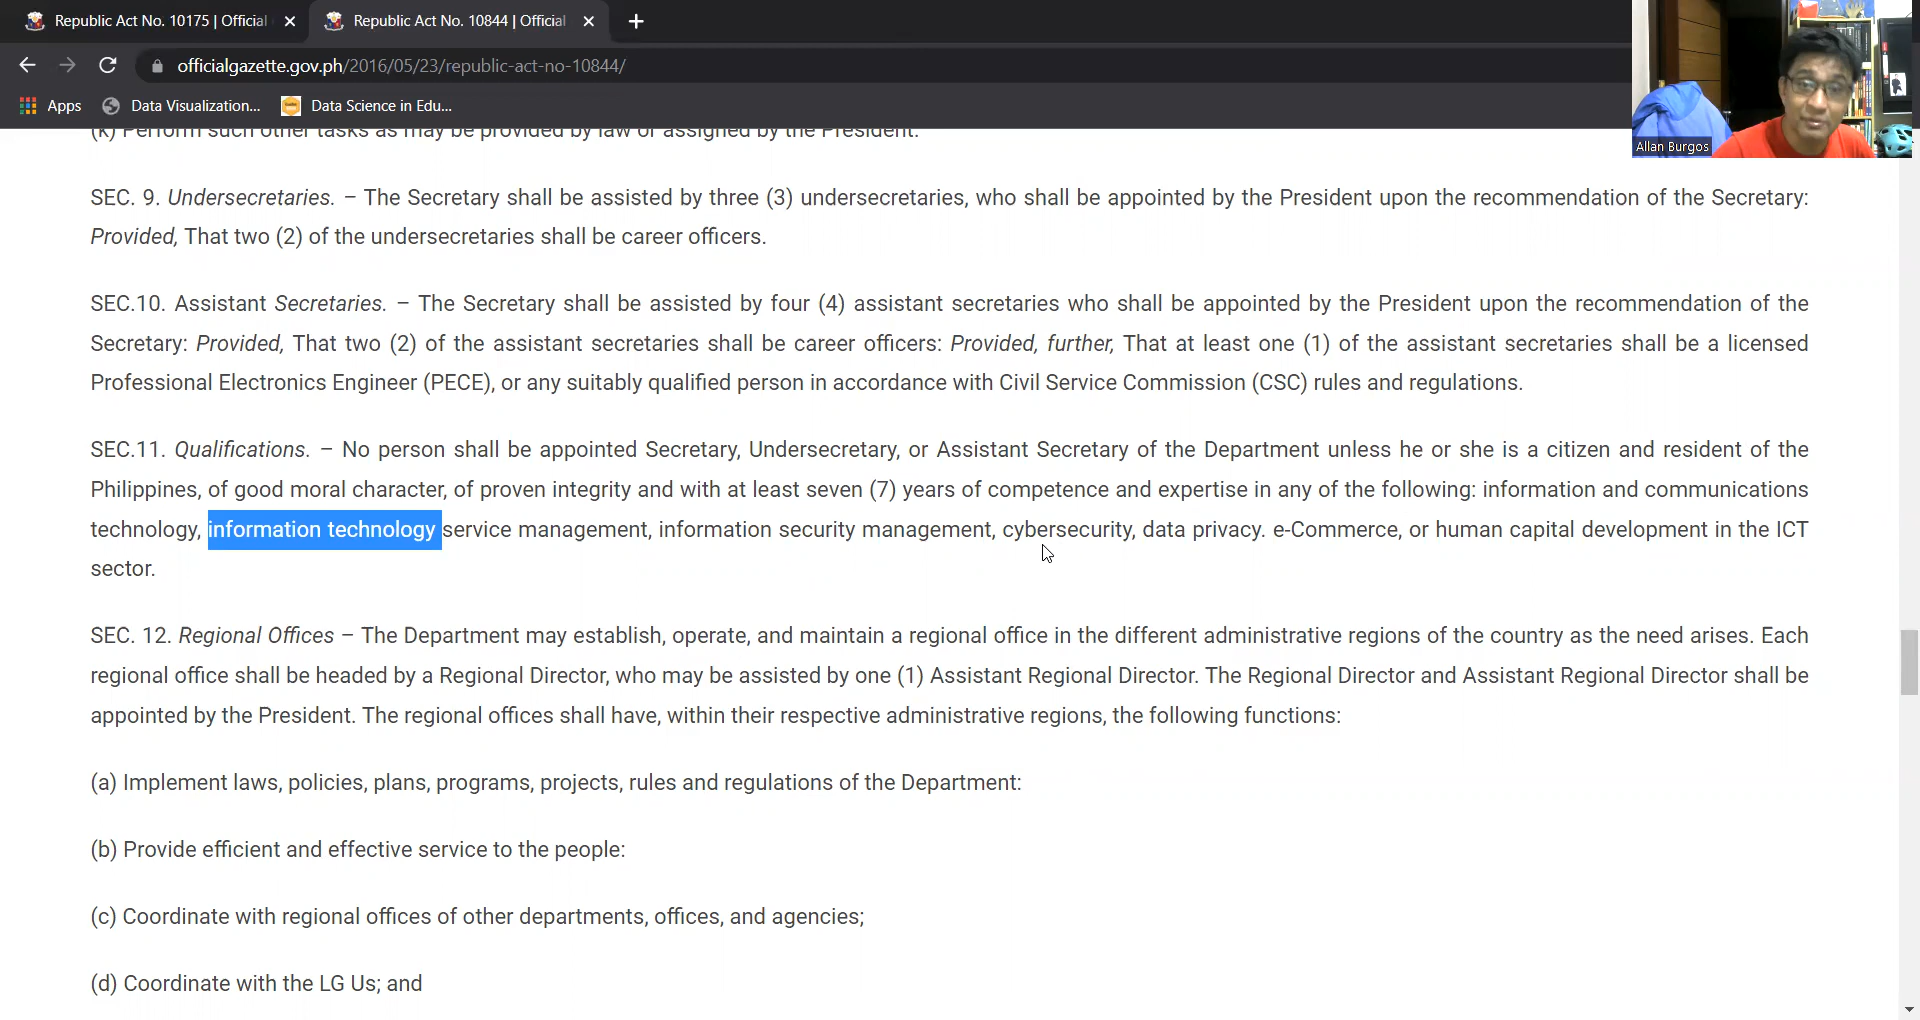 Republic Act No. 10175 | Official
Republic Act No. 10844 | Official
officialgazette.gov.ph/2016/05/23/republic-act-no-10844/
Apps
Data Visualization...
Data Science in Edu...
Allan Burgos
(k) Perform such other tasks as may be provided by law or assigned by the President.
SEC. 9. Undersecretaries. – The Secretary shall be assisted by three (3) undersecretaries, who shall be appointed by the President upon the recommendation of the Secretary:
Provided, That two (2) of the undersecretaries shall be career officers.
SEC.10. Assistant Secretaries. – The Secretary shall be assisted by four (4) assistant secretaries who shall be appointed by the President upon the recommendation of the
Secretary: Provided, That two (2) of the assistant secretaries shall be career officers: Provided, further, That at least one (1) of the assistant secretaries shall be a licensed
Professional Electronics Engineer (PECE), or any suitably qualified person in accordance with Civil Service Commission (CSC) rules and regulations.
SEC.11. Qualifications. – No person shall be appointed Secretary, Undersecretary, or Assistant Secretary of the Department unless he or she is a citizen and resident of the
Philippines, of good moral character, of proven integrity and with at least seven (7) years of competence and expertise in any of the following: information and communications
technology, information technology service management, information security management, cybersecurity, data privacy. e-Commerce, or human capital development in the ICT
sector.
SEC. 12. Regional Offices – The Department may establish, operate, and maintain a regional office in the different administrative regions of the country as the need arises. Each
regional office shall be headed by a Regional Director, who may be assisted by one (1) Assistant Regional Director. The Regional Director and Assistant Regional Director shall be
appointed by the President. The regional offices shall have, within their respective administrative regions, the following functions:
(a) Implement laws, policies, plans, programs, projects, rules and regulations of the Department:
(b) Provide efficient and effective service to the people:
(c) Coordinate with regional offices of other departments, offices, and agencies;
(d) Coordinate with the LG Us; and